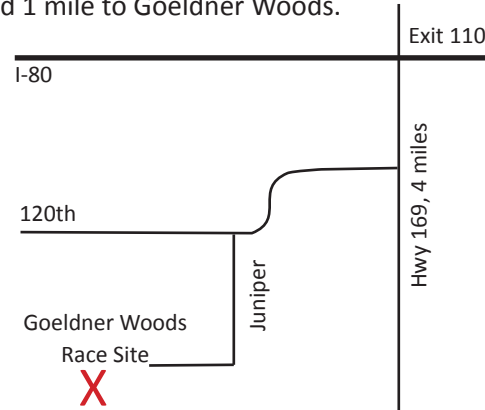 d 1 mile to Goeldner Woods.
Exit 110
I-80
Hwy 169, 4 miles
120th
Juniper
Goeldner Woods
Race Site
X